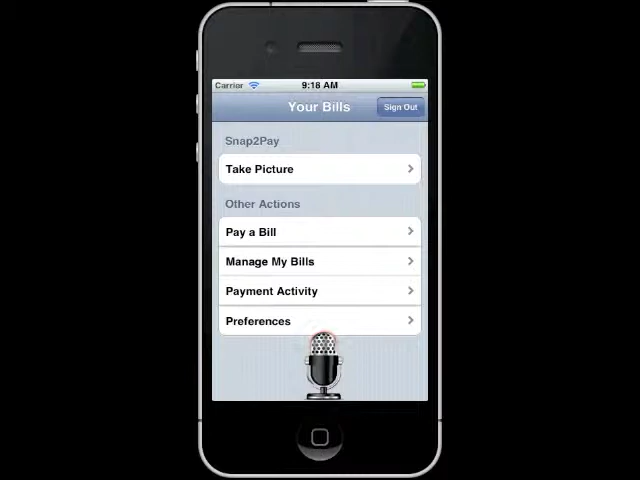 Carrier 9:18 AM
Your Bills Sign Out
Snap2Pay
Take Picture
Other Actions
Pay a Bill
Manage My Bills
Payment Activity
Preferences